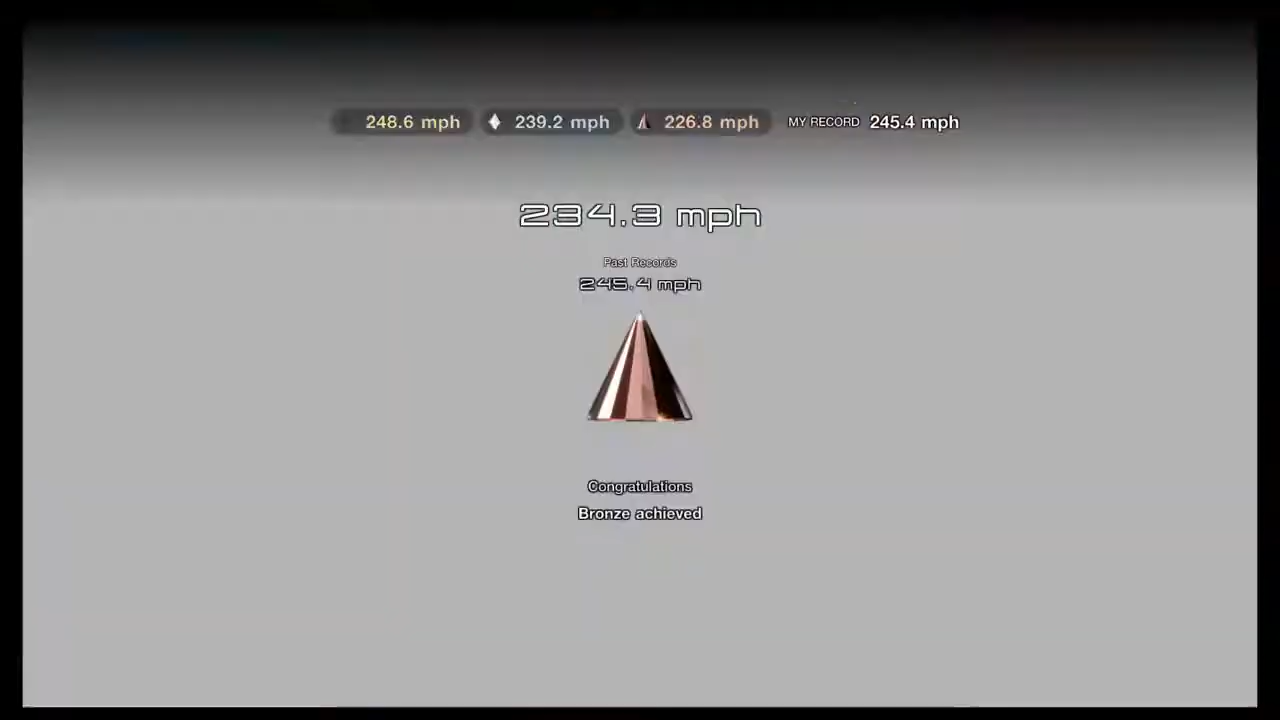 248.6 mph 239.2 mph 226.8 mph MY RECORD 245.4 mph
234.3 mph
Past Records
245.4 mph
Congratulations
Bronze achieved